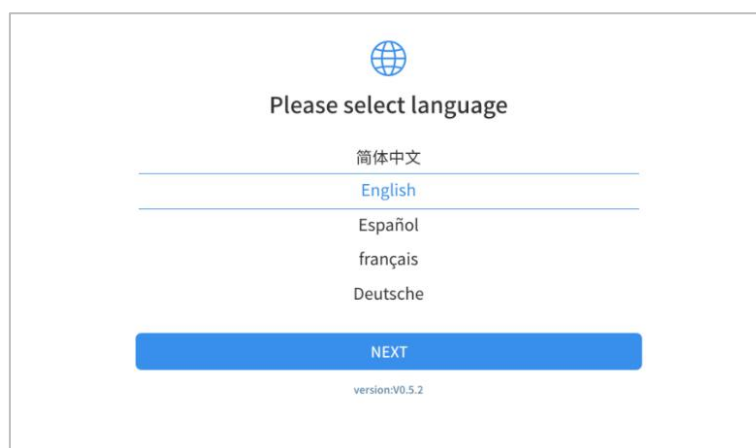 Please select language
简体中文
English
Español
français
Deutsche
NEXT
version:V0.5.2